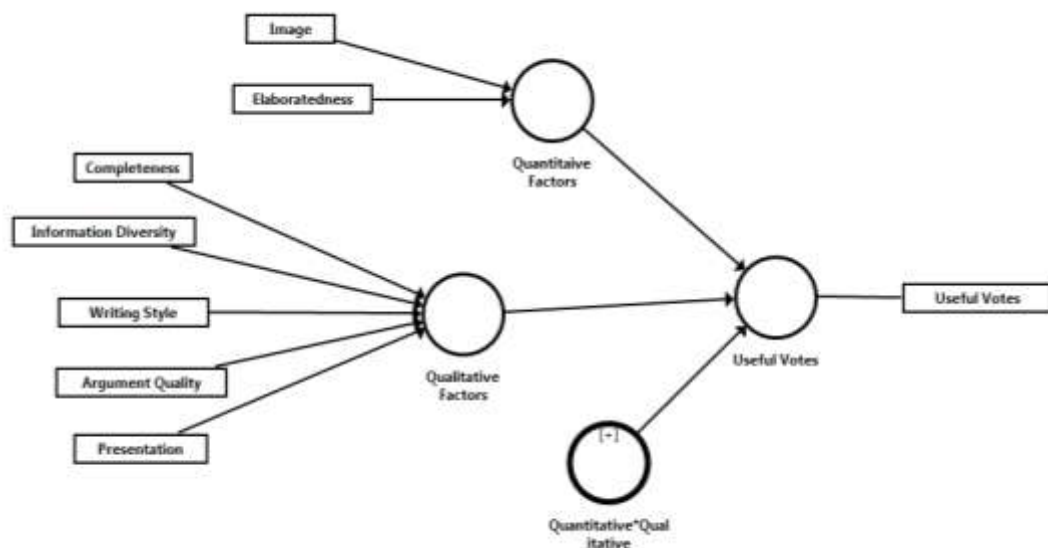 Image
Elaboratedness
Quantitaive
Factors
Completeness
Information Diversity
Writing Style
Argument Quality
Presentation
Qualitative
Factors
Useful Votes
Useful Votes
[+]
Quantitative*Qual
itative